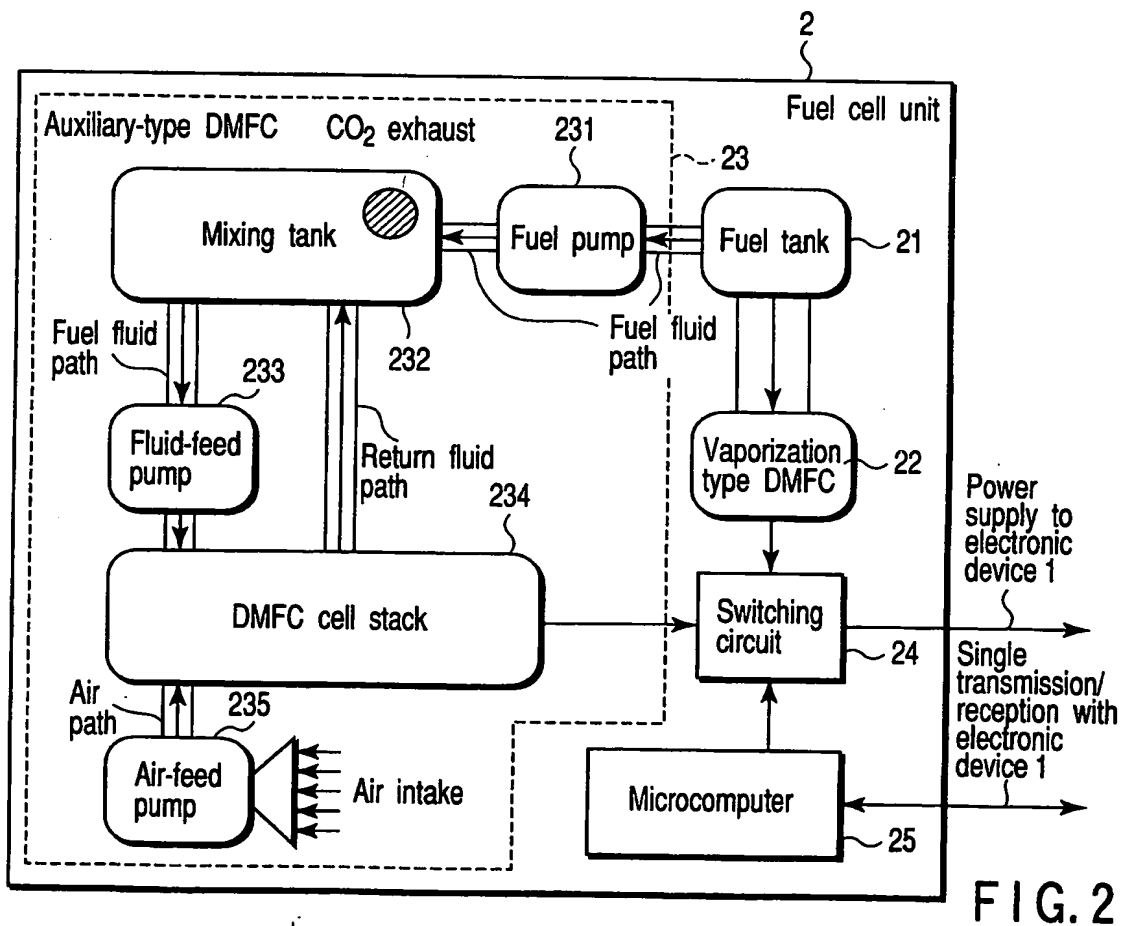 2
Fuel cell unit
Auxiliary-type DMFC
CO2 exhaust
231
23
Mixing tank
Fuel pump
Fuel tank
21
Fuel fluid
path
233
232
Fuel fluid
path
Fluid-feed
pump
Return fluid
path
Vaporization
type DMFC
22
234
Power
supply to
electronic
device 1
DMFC cell stack
Switching
circuit
24
Air
path
235
Single
transmission/
reception with
electronic
device 1
Air-feed
pump
Air intake
Microcomputer
25
FIG. 2